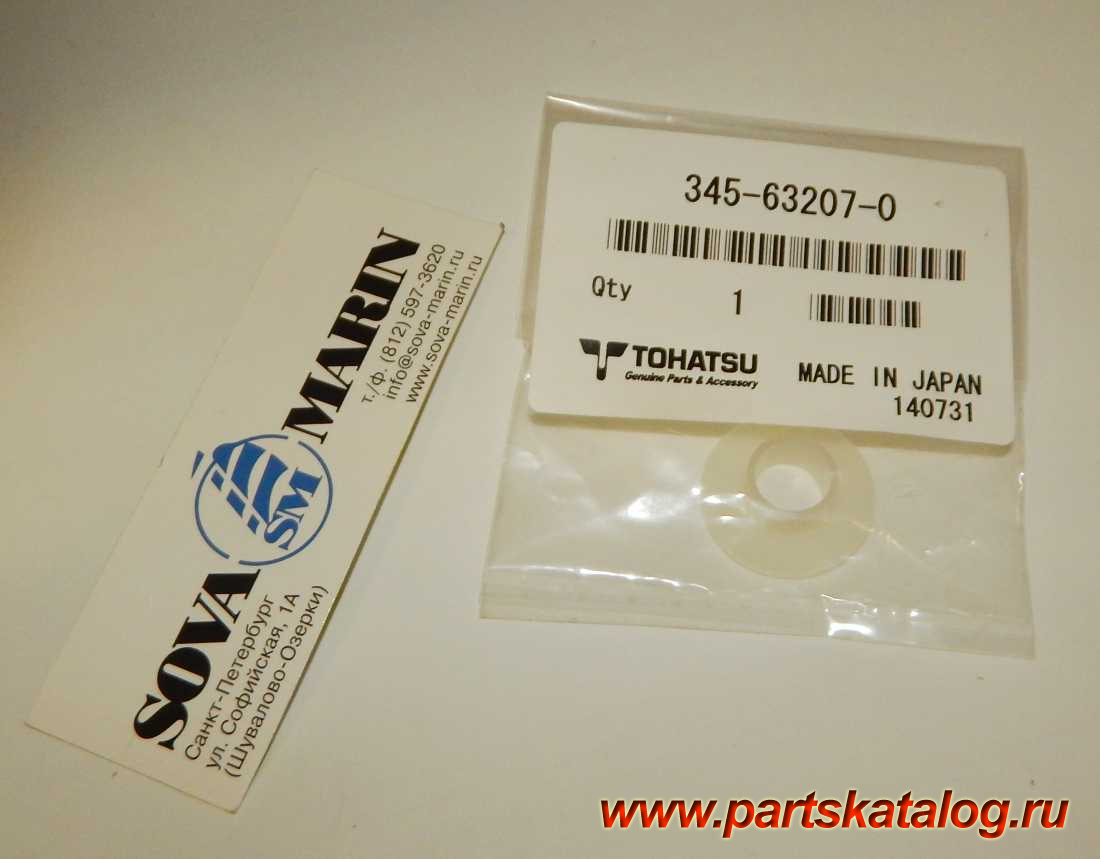 SOVA SM MARIN
т./ф. (812) 597-3620
info@sova-marin.ru
www.sova-marin.ru
Санкт-Петербург
ул. Софийская, 1А
(Шувалово-Озерки)
345-63207-0
Qty 1
TOHATSU
Genuine Parts & Accessory
MADE IN JAPAN
140731
www.partskatalog.ru